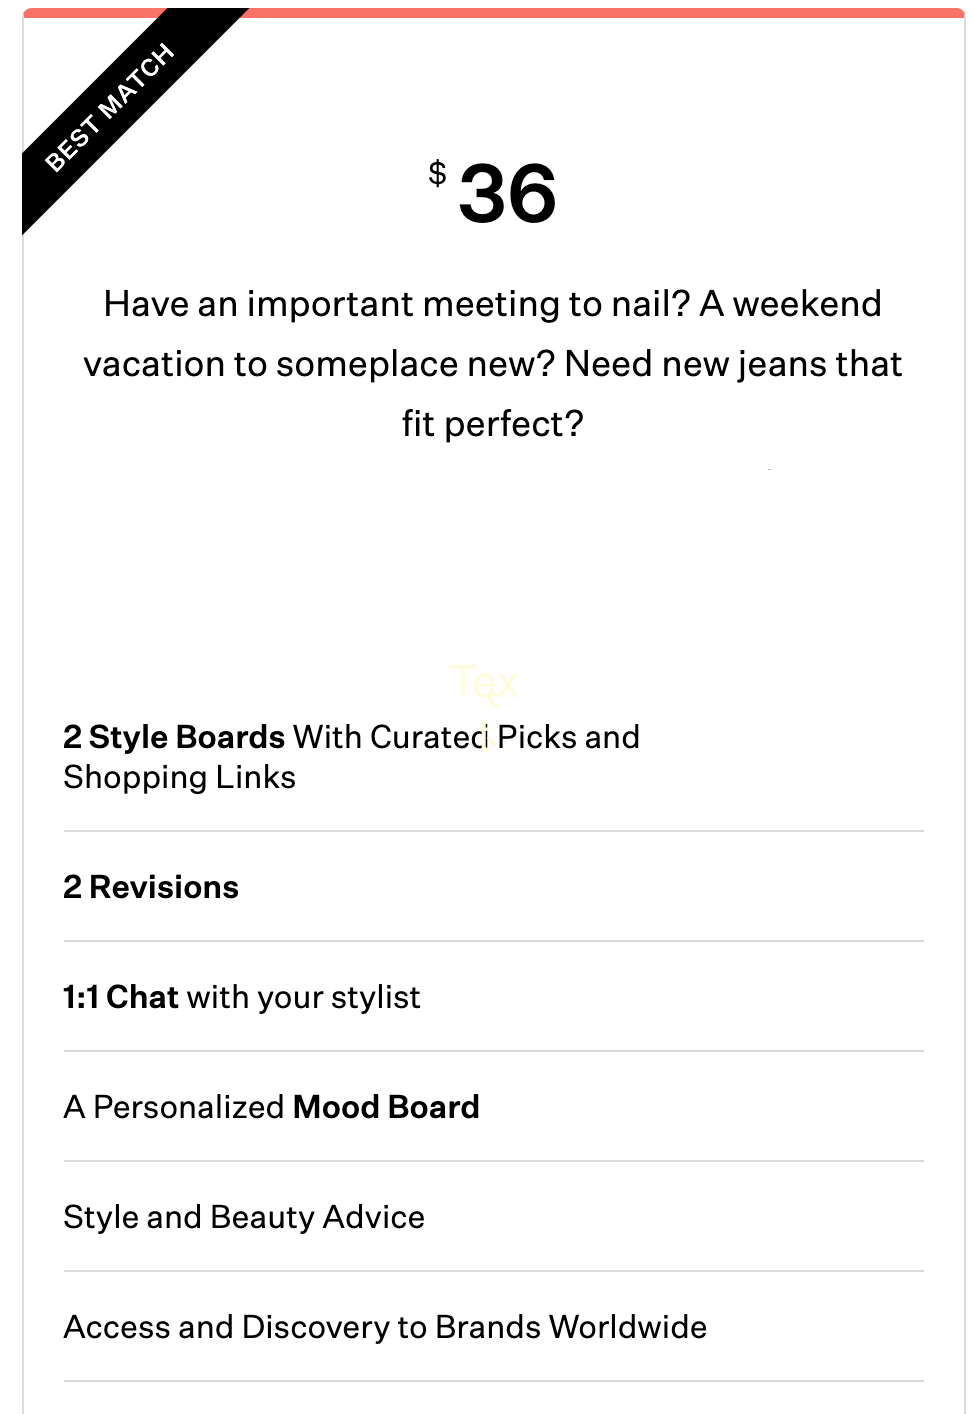 BEST MATCH
$ 36
Have an important meeting to nail? A weekend
vacation to someplace new? Need new jeans that
fit perfect?
Tex
2 Style Boards With Curated Picks and
Shopping Links
2 Revisions
1:1 Chat with your stylist
A Personalized Mood Board
Style and Beauty Advice
Access and Discovery to Brands Worldwide